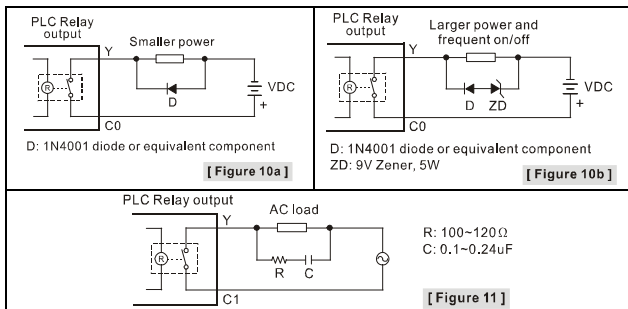 PLC Relay
output
Smaller power
Y
R
D
VDC
+
C0
D: 1N4001 diode or equivalent component
[ Figure 10a ]
PLC Relay
output
Larger power and
frequent on/off
Y
R
D ZD
VDC
+
C0
D: 1N4001 diode or equivalent component
ZD: 9V Zener, 5W
[ Figure 10b ]
PLC Relay output
Y
AC load
R
R C
C1
R: 100~120Ω
C: 0.1~0.24uF
[ Figure 11 ]